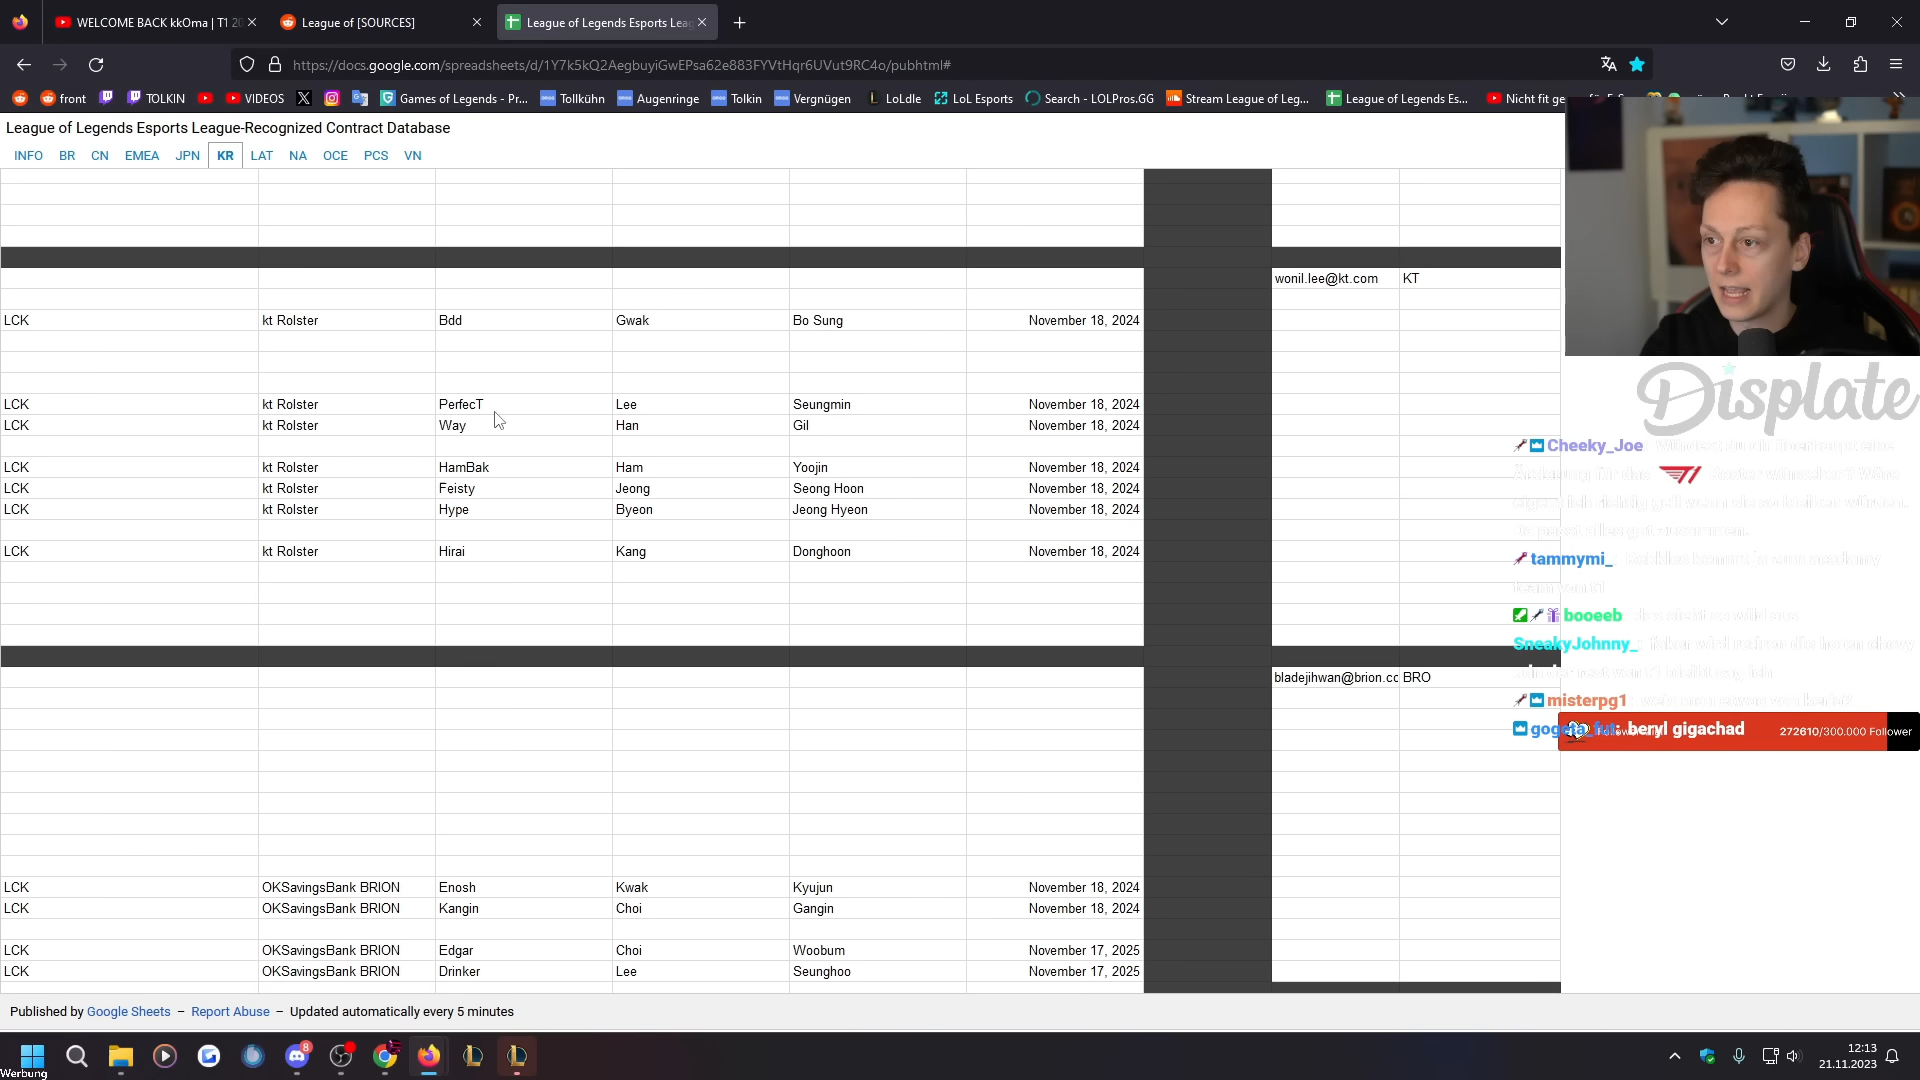 WELCOME BACK kkOma | T1 20
League of [SOURCES]
League of Legends Esports Leag
https://docs.google.com/spreadsheets/d/1Y7k5kQ2AegbuyiGwEPsa62e883FYVtHqr6UVut9RC4o/pubhtml#
front TOLKIN VIDEOS Games of Legends - Pr... Tollkühn Augenringe Tolkin Vergnügen LoLdle LoL Esports Search - LOLPros.GG Stream League of Leg... League of Legends Es... Nicht fit ge
League of Legends Esports League-Recognized Contract Database
INFO BR CN EMEA JPN KR LAT NA OCE PCS VN
wonil.lee@kt.com KT
LCK kt Rolster Bdd Gwak Bo Sung November 18, 2024
LCK kt Rolster PerfecT Lee Seungmin November 18, 2024
LCK kt Rolster Way Han Gil November 18, 2024
LCK kt Rolster HamBak Ham Yoojin November 18, 2024
LCK kt Rolster Feisty Jeong Seong Hoon November 18, 2024
LCK kt Rolster Hype Byeon Jeong Hyeon November 18, 2024
LCK kt Rolster Hirai Kang Donghoon November 18, 2024
bladejihwan@brion.cc BRO
LCK OKSavingsBank BRION Enosh Kwak Kyujun November 18, 2024
LCK OKSavingsBank BRION Kangin Choi Gangin November 18, 2024
LCK OKSavingsBank BRION Edgar Choi Woobum November 17, 2025
LCK OKSavingsBank BRION Drinker Lee Seunghoo November 17, 2025
Displate
Cheeky_Joe
tammymi_
booeeb
SneakyJohnny_
misterpg1
gogeta_fut: beryl gigachad
272610/300.000 Follower
Published by Google Sheets – Report Abuse – Updated automatically every 5 minutes
8
Werbung
12:13
21.11.2023